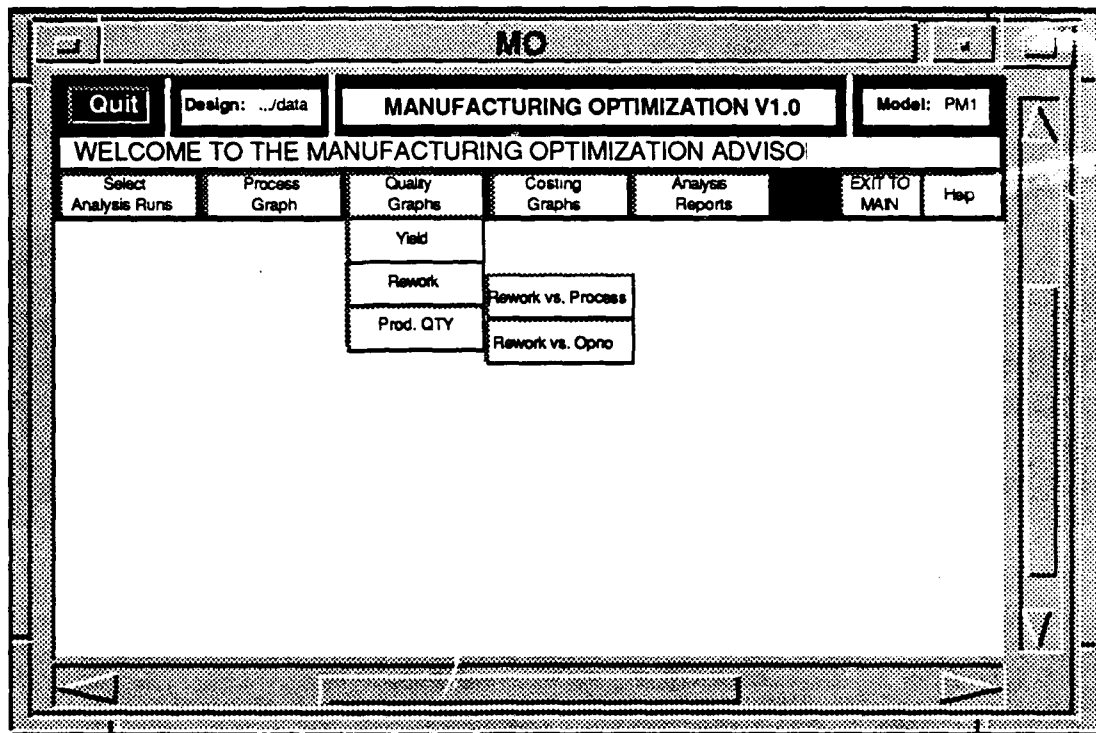 MO
Quit
Design: .../data
MANUFACTURING OPTIMIZATION V1.0
Model: PM1
WELCOME TO THE MANUFACTURING OPTIMIZATION ADVISO
Select
Analysis Runs
Process
Graph
Quality
Graphs
Costing
Graphs
Analysis
Reports
EXIT TO
MAIN
Help
Yield
Rework
Prod. QTY
Rework vs. Process
Rework vs. Opno